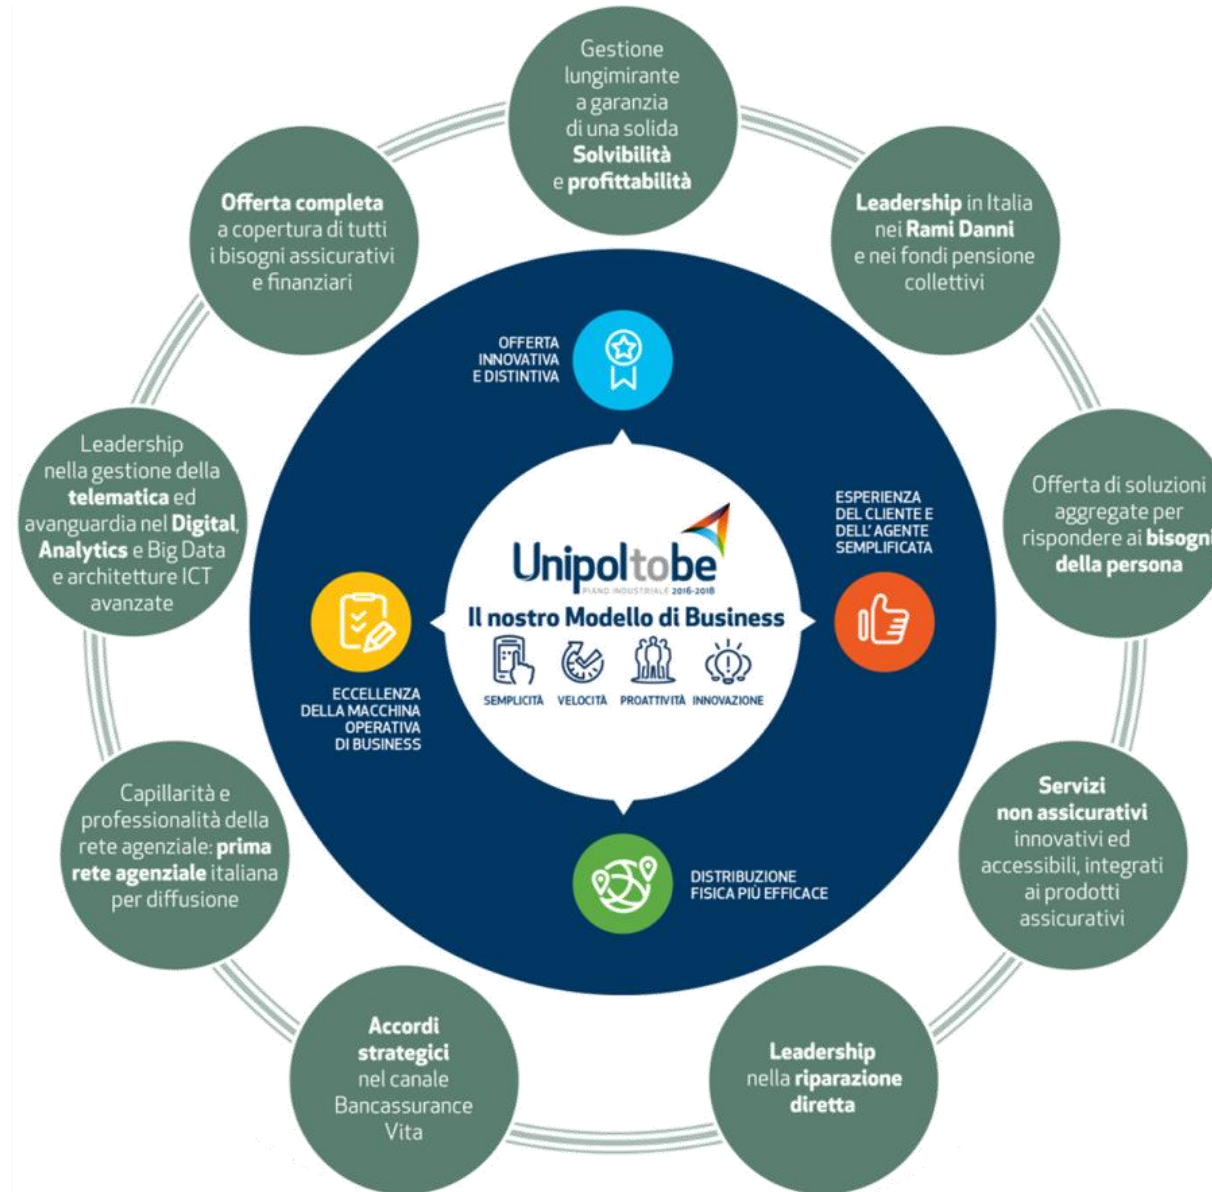 Gestione
lungimirante
a garanzia
di una solida
Solvibilità
e profittabilità
Offerta completa
a copertura di tutti
i bisogni assicurativi
e finanziari
Leadership in Italia
nei Rami Danni
e nei fondi pensione
collettivi
OFFERTA
INNOVATIVA
E DISTINTIVA
Leadership
nella gestione della
telematica ed
avanguardia nel Digital,
Analytics e Big Data
e architetture ICT
avanzate
ESPERIENZA
DEL CLIENTE E
DELL'AGENTE
SEMPLIFICATA
Offerta di soluzioni
aggregate per
rispondere ai bisogni
della persona
Unipoltobe
PIANO INDUSTRIALE 2016-2018
Il nostro Modello di Business
SEMPLICITÀ VELOCITÀ PROATTIVITÀ INNOVAZIONE
ECCELLENZA
DELLA MACCHINA
OPERATIVA
DI BUSINESS
Capillarità e
professionalità della
rete agenziale: prima
rete agenziale italiana
per diffusione
Servizi
non assicurativi
innovativi ed
accessibili, integrati
ai prodotti
assicurativi
DISTRIBUZIONE
FISICA PIÙ EFFICACE
Accordi
strategici
nel canale
Bancassurance
Vita
Leadership
nella riparazione
diretta